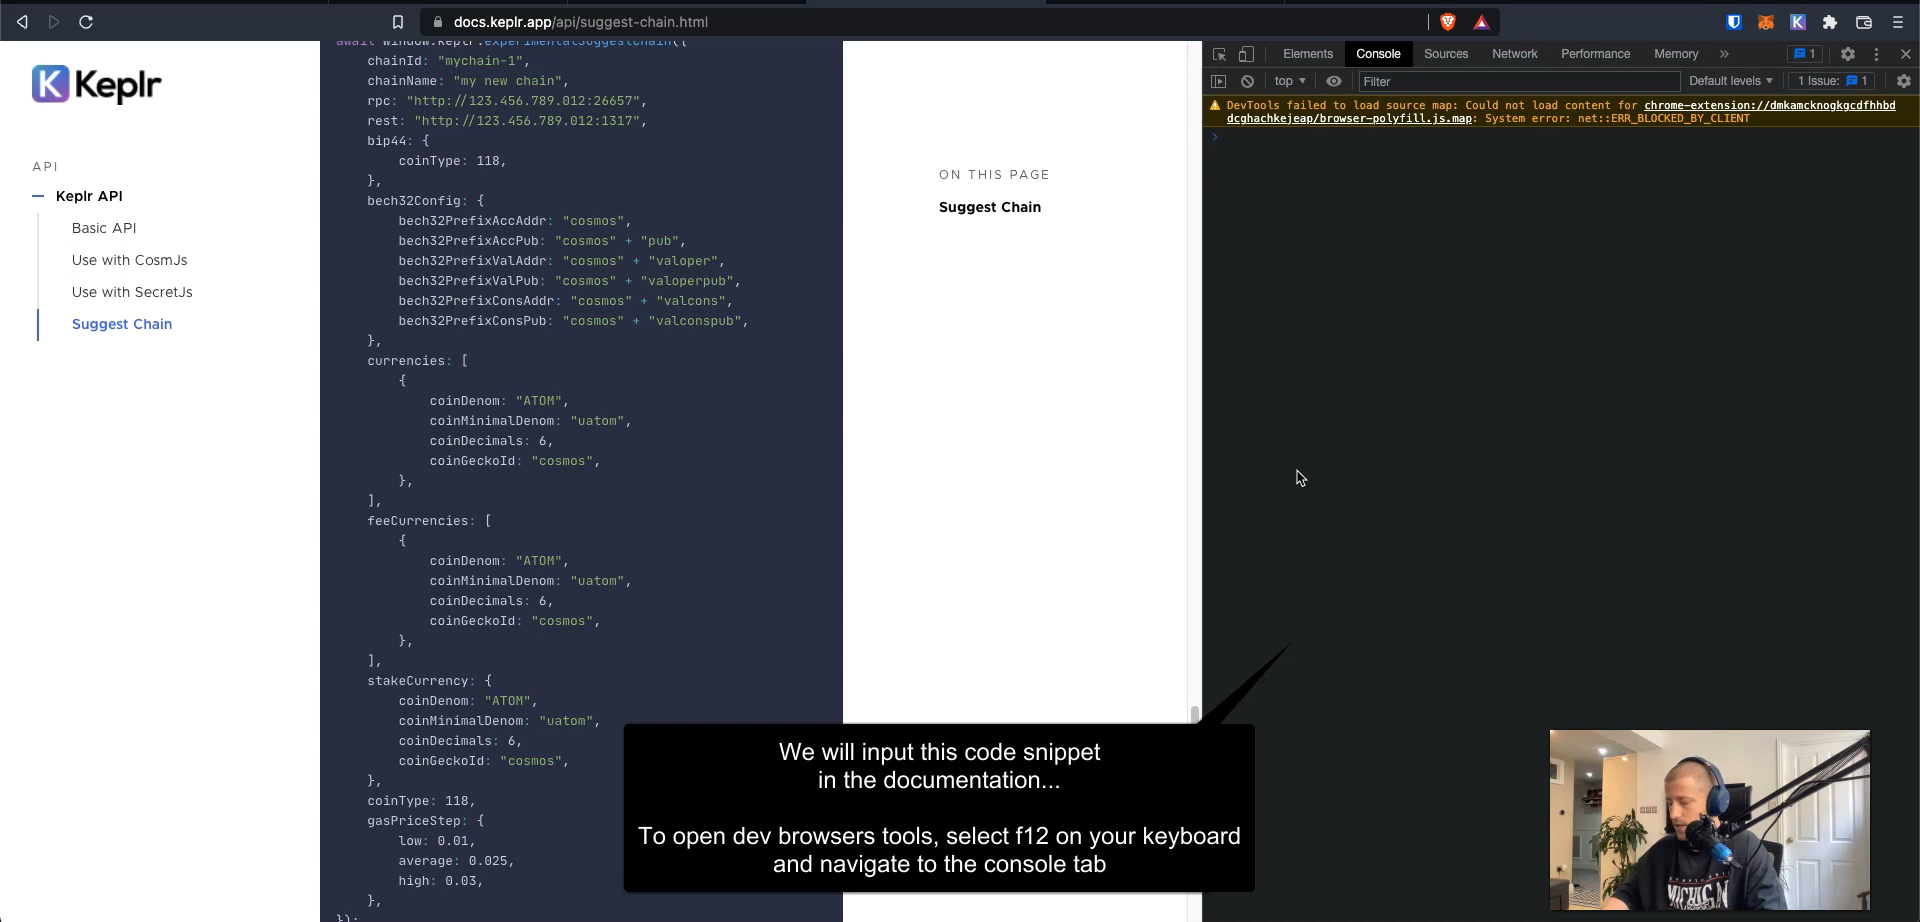 docs.keplr.app/api/suggest-chain.html
Keplr
API
Keplr API
Basic API
Use with CosmJs
Use with SecretJs
Suggest Chain
await window.keplr.experimentalSuggestChain({
chainId: "mychain-1",
chainName: "my new chain",
rpc: "http://123.456.789.012:26657",
rest: "http://123.456.789.012:1317",
bip44: {
coinType: 118,
},
bech32Config: {
bech32PrefixAccAddr: "cosmos",
bech32PrefixAccPub: "cosmos" + "pub",
bech32PrefixValAddr: "cosmos" + "valoper",
bech32PrefixValPub: "cosmos" + "valoperpub",
bech32PrefixConsAddr: "cosmos" + "valcons",
bech32PrefixConsPub: "cosmos" + "valconspub",
},
currencies: [
{
coinDenom: "ATOM",
coinMinimalDenom: "uatom",
coinDecimals: 6,
coinGeckoId: "cosmos",
},
],
feeCurrencies: [
{
coinDenom: "ATOM",
coinMinimalDenom: "uatom",
coinDecimals: 6,
coinGeckoId: "cosmos",
},
],
stakeCurrency: {
coinDenom: "ATOM",
coinMinimalDenom: "uatom",
coinDecimals: 6,
coinGeckoId: "cosmos",
},
coinType: 118,
gasPriceStep: {
low: 0.01,
average: 0.025,
high: 0.03,
},
});
ON THIS PAGE
Suggest Chain
Elements Console Sources Network Performance Memory » 1
top Filter Default levels 1 Issue: 1
DevTools failed to load source map: Could not load content for chrome-extension://dmkamcknogkgcdfhhbd
dcghachkejeap/browser-polyfill.js.map: System error: net::ERR_BLOCKED_BY_CLIENT
We will input this code snippet
in the documentation...
To open dev browsers tools, select f12 on your keyboard
and navigate to the console tab